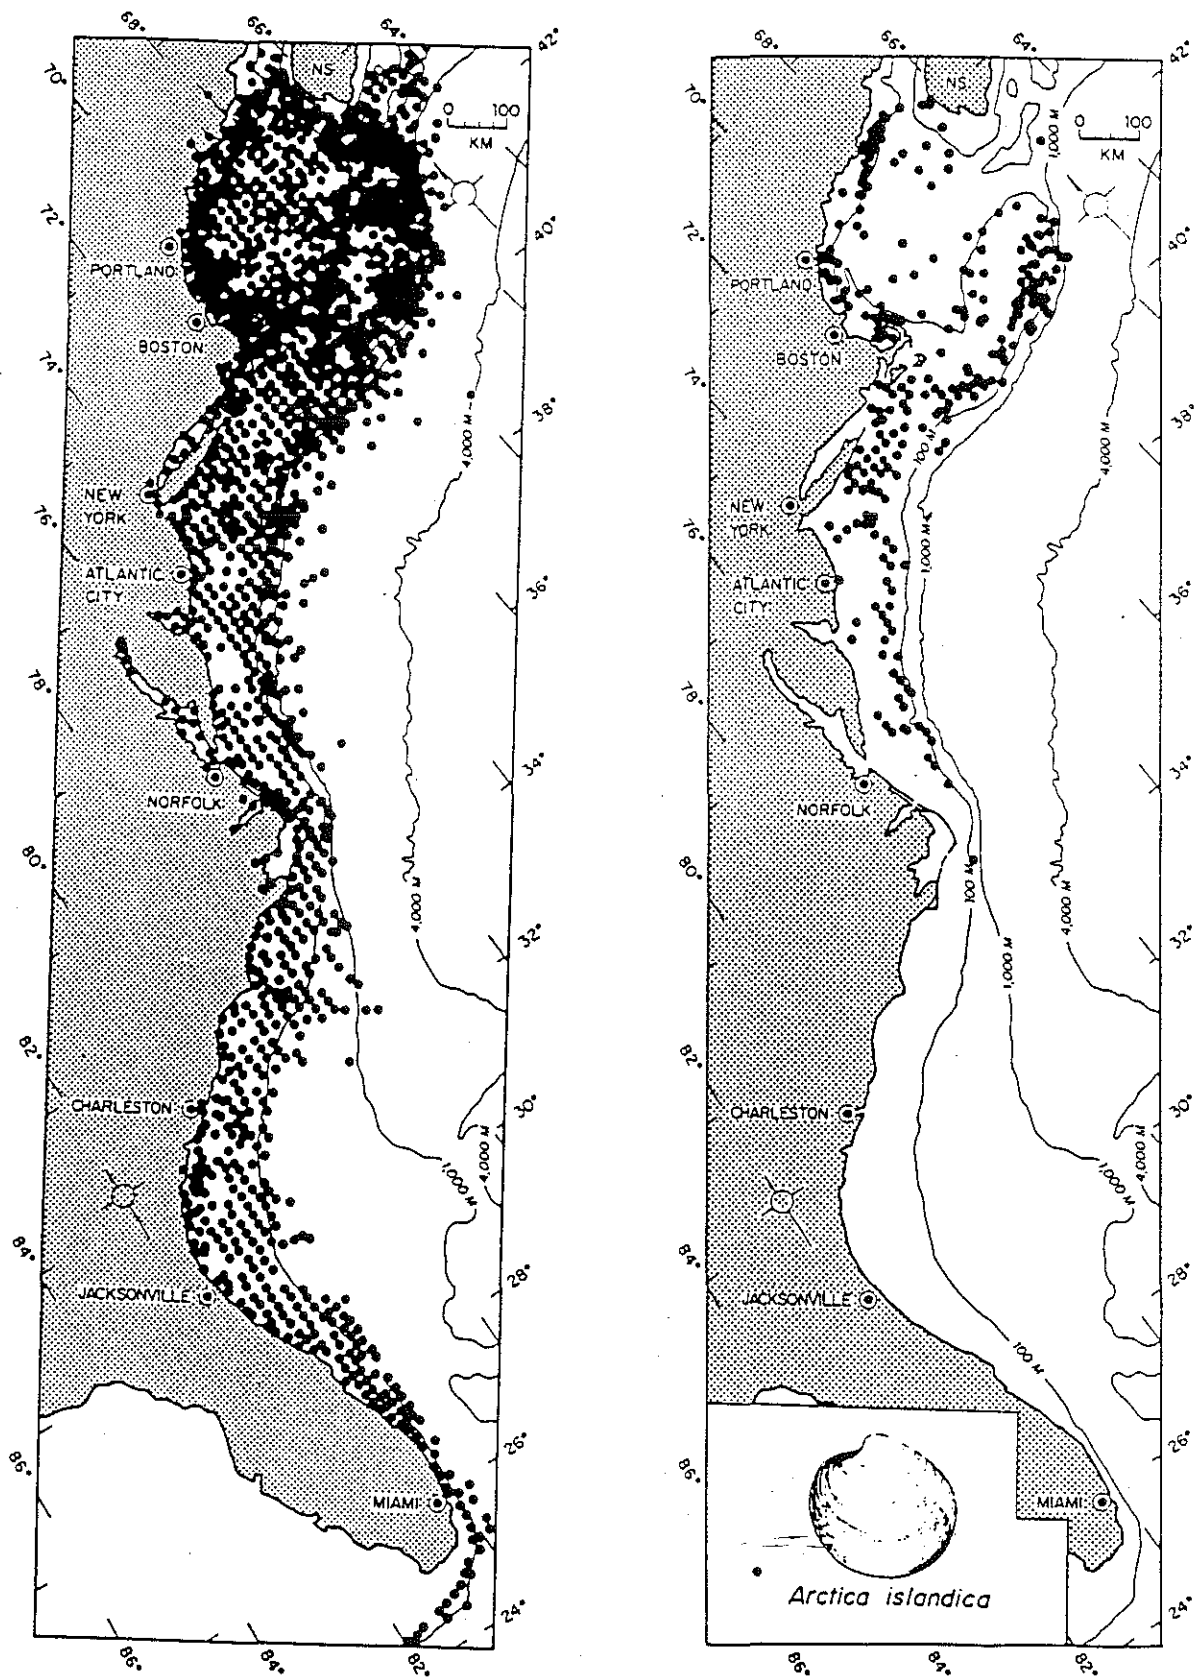 68°
66°
64°
42°
70°
NS.
0 100
KM
72°
40°
PORTLAND
BOSTON
74°
38°
4,000 M
NEW
YORK
76°
ATLANTIC
CITY
36°
78°
34°
NORFOLK
80°
4,000 M
32°
82°
CHARLESTON
30°
4,000 M
1,000 M
84°
JACKSONVILLE
28°
26°
86°
MIAMI
24°
86°
84°
82°
68°
66°
64°
42°
70°
NS.
0 100
KM
1,000 M
72°
40°
PORTLAND
BOSTON
74°
38°
100 M
4,000 M
NEW
YORK
76°
1,000 M
ATLANTIC
CITY
36°
78°
34°
NORFOLK
80°
100 M
4,000 M
32°
1,000 M
82°
CHARLESTON
30°
1,000 M
4,000 M
84°
JACKSONVILLE
28°
100 M
26°
86°
MIAMI
Arctica islandica
24°
86°
84°
82°